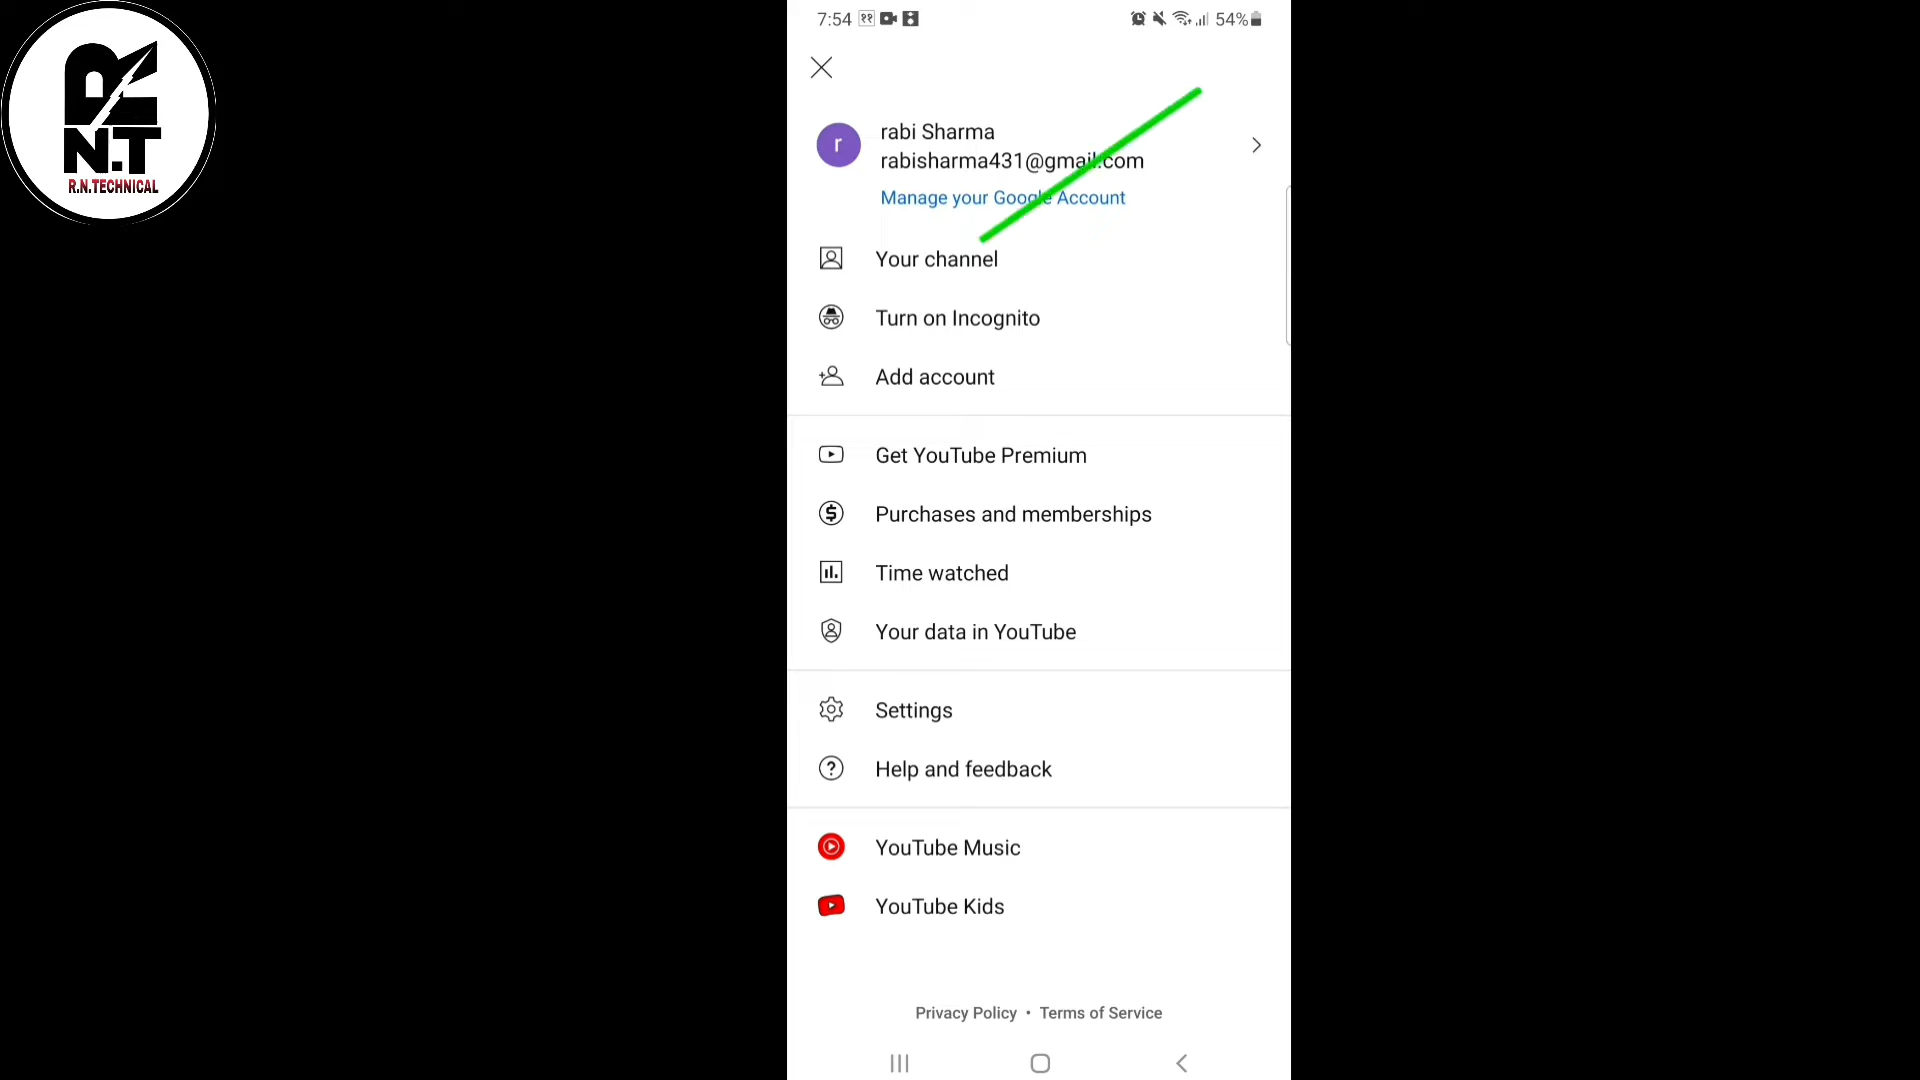 7:54 ११ 54%
N.T
R.N.TECHNICAL
r
rabi Sharma
rabisharma431@gmail.com
Manage your Google Account
Your channel
Turn on Incognito
Add account
Get YouTube Premium
Purchases and memberships
Time watched
Your data in YouTube
Settings
Help and feedback
YouTube Music
YouTube Kids
Privacy Policy • Terms of Service